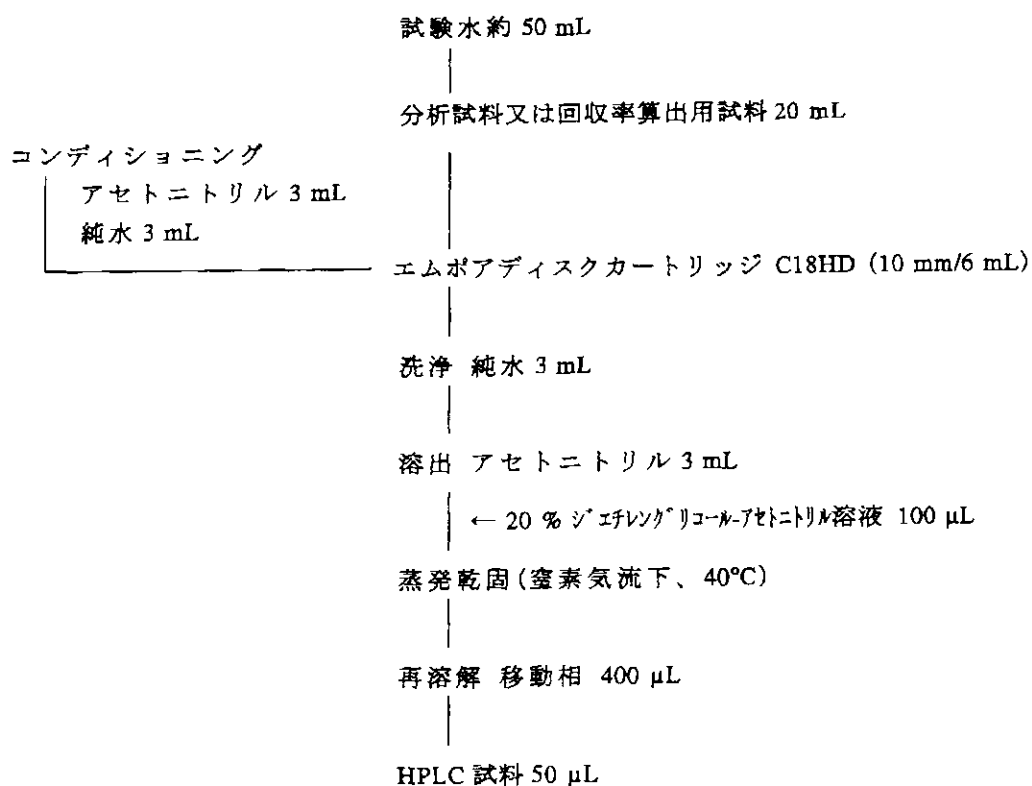 試験水約 50 mL
分析試料又は回収率算出用試料 20 mL
コンディショニング
アセトニトリル 3 mL
純水 3 mL
エムポアディスクカートリッジ C18HD (10 mm/6 mL)
洗浄 純水 3 mL
溶出 アセトニトリル 3 mL
← 20 % ジエチレングリコール-アセトニトリル溶液 100 µL
蒸発乾固(窒素気流下、40°C)
再溶解 移動相 400 µL
HPLC 試料 50 µL